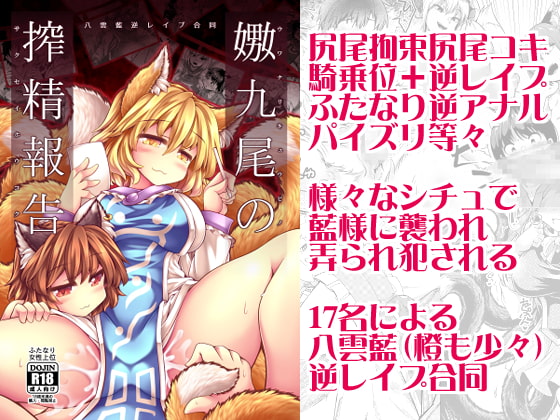 八雲藍逆レイプ合同
嫐九尾の
搾精報告
ふたなり
女性上位
DOJIN
R18
成人向け
尻尾拘束尻尾コキ
騎乗位＋逆レイプ
ふたなり逆アナル
パイズリ等々
様々なシチュで
藍様に襲われ
弄られ犯される
17名による
八雲藍(橙も少々)
逆レイプ合同